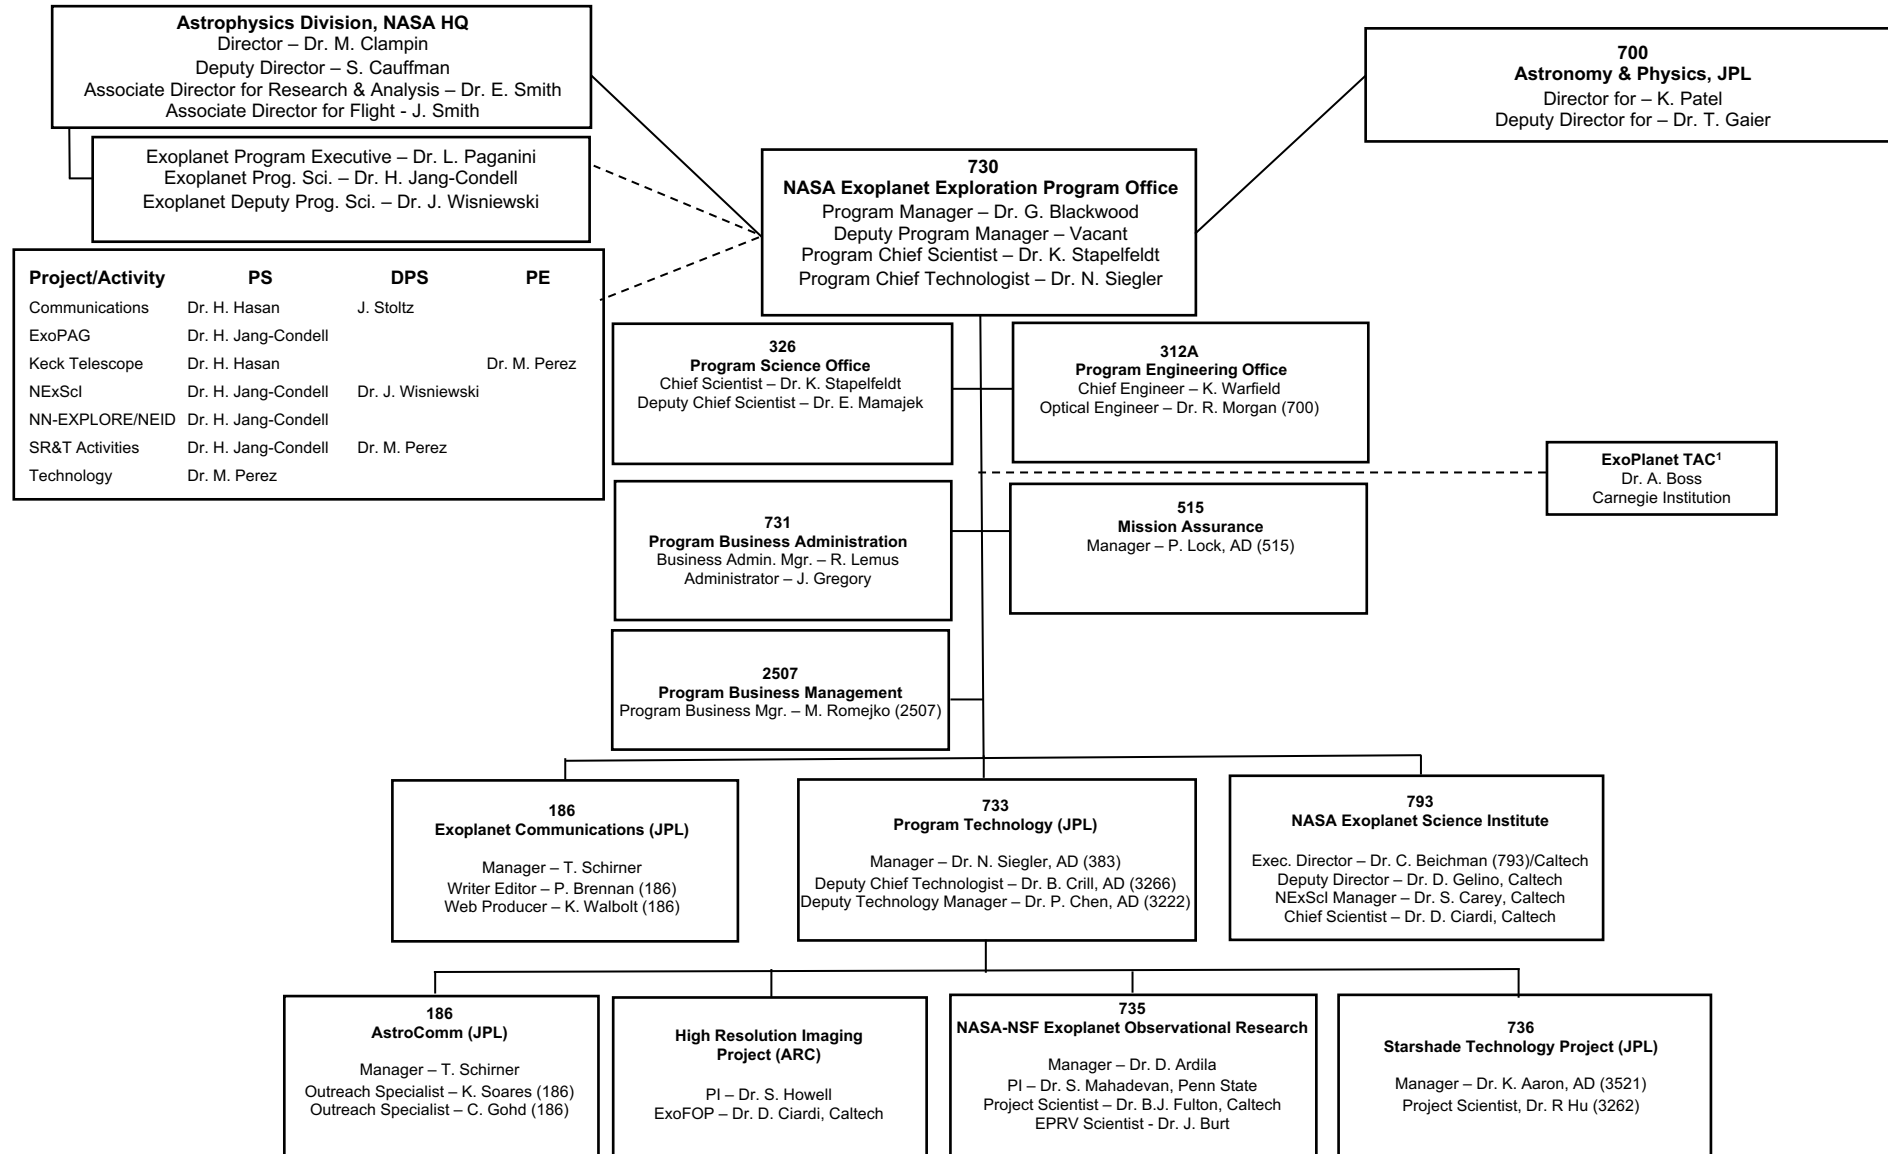 Astrophysics Division, NASA HQ
Director – Dr. M. Clampin
Deputy Director – S. Cauffman
Associate Director for Research & Analysis – Dr. E. Smith
Associate Director for Flight - J. Smith
700
Astronomy & Physics, JPL
Director for – K. Patel
Deputy Director for – Dr. T. Gaier
Exoplanet Program Executive – Dr. L. Paganini
Exoplanet Prog. Sci. – Dr. H. Jang-Condell
Exoplanet Deputy Prog. Sci. – Dr. J. Wisniewski
730
NASA Exoplanet Exploration Program Office
Program Manager – Dr. G. Blackwood
Deputy Program Manager – Vacant
Program Chief Scientist – Dr. K. Stapelfeldt
Program Chief Technologist – Dr. N. Siegler
Project/Activity PS DPS PE
Communications Dr. H. Hasan J. Stoltz
ExoPAG Dr. H. Jang-Condell
Keck Telescope Dr. H. Hasan Dr. M. Perez
NExScI Dr. H. Jang-Condell Dr. J. Wisniewski
NN-EXPLORE/NEID Dr. H. Jang-Condell
SR&T Activities Dr. H. Jang-Condell Dr. M. Perez
Technology Dr. M. Perez
326
Program Science Office
Chief Scientist – Dr. K. Stapelfeldt
Deputy Chief Scientist – Dr. E. Mamajek
312A
Program Engineering Office
Chief Engineer – K. Warfield
Optical Engineer – Dr. R. Morgan (700)
ExoPlanet TAC¹
Dr. A. Boss
Carnegie Institution
731
Program Business Administration
Business Admin. Mgr. – R. Lemus
Administrator – J. Gregory
515
Mission Assurance
Manager – P. Lock, AD (515)
2507
Program Business Management
Program Business Mgr. – M. Romejko (2507)
186
Exoplanet Communications (JPL)
Manager – T. Schirner
Writer Editor – P. Brennan (186)
Web Producer – K. Walbolt (186)
733
Program Technology (JPL)
Manager – Dr. N. Siegler, AD (383)
Deputy Chief Technologist – Dr. B. Crill, AD (3266)
Deputy Technology Manager – Dr. P. Chen, AD (3222)
793
NASA Exoplanet Science Institute
Exec. Director – Dr. C. Beichman (793)/Caltech
Deputy Director – Dr. D. Gelino, Caltech
NExScI Manager – Dr. S. Carey, Caltech
Chief Scientist – Dr. D. Ciardi, Caltech
186
AstroComm (JPL)
Manager – T. Schirner
Outreach Specialist – K. Soares (186)
Outreach Specialist – C. Gohd (186)
High Resolution Imaging
Project (ARC)
PI – Dr. S. Howell
ExoFOP – Dr. D. Ciardi, Caltech
735
NASA-NSF Exoplanet Observational Research
Manager – Dr. D. Ardila
PI – Dr. S. Mahadevan, Penn State
Project Scientist – Dr. B.J. Fulton, Caltech
EPRV Scientist - Dr. J. Burt
736
Starshade Technology Project (JPL)
Manager – Dr. K. Aaron, AD (3521)
Project Scientist, Dr. R Hu (3262)